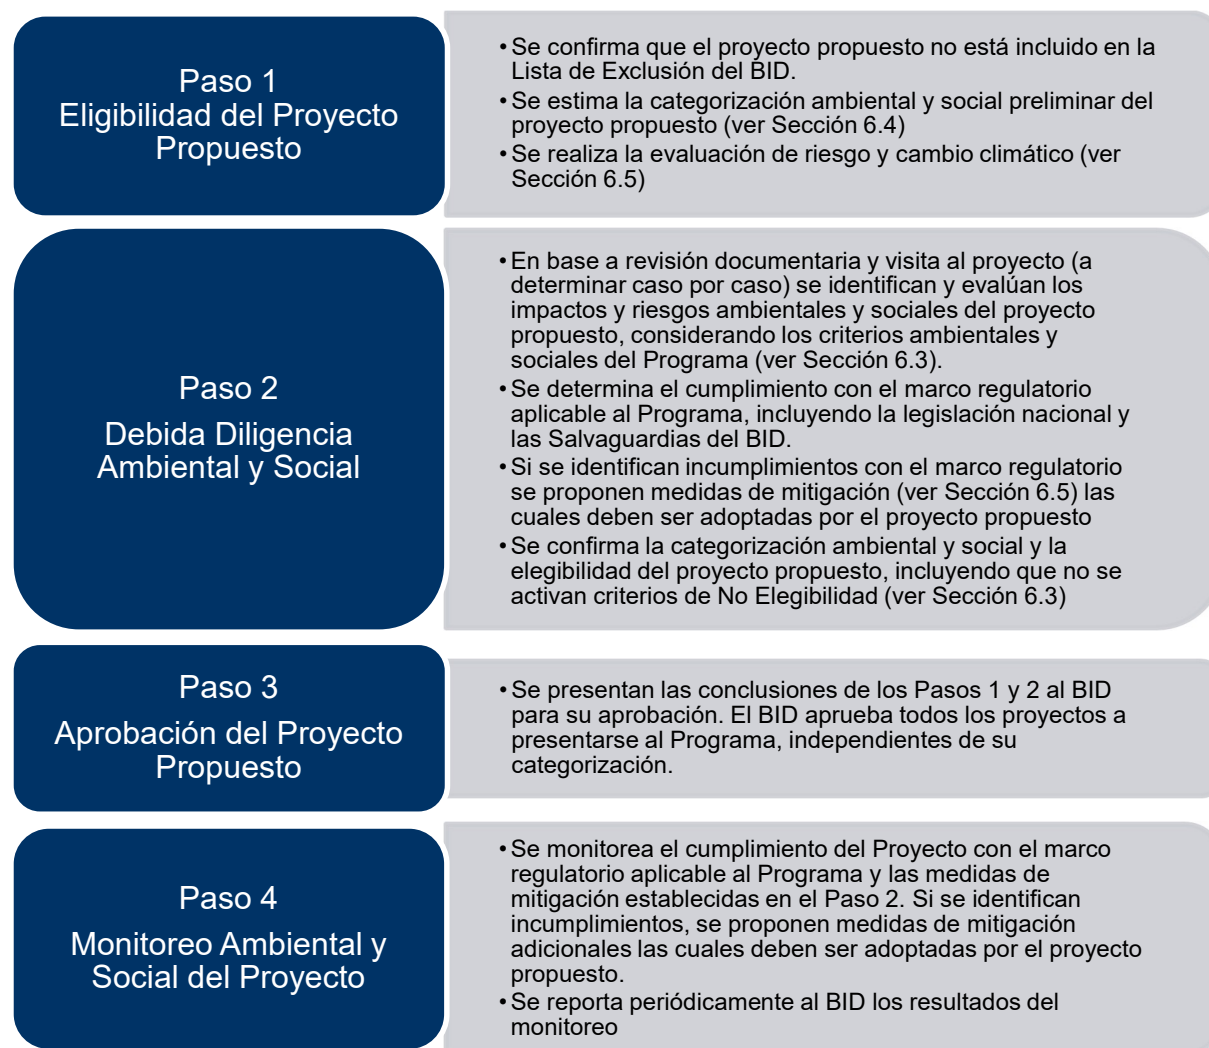 Paso 1
Eligibilidad del Proyecto
Propuesto
•Se confirma que el proyecto propuesto no está incluido en la
Lista de Exclusión del BID.
•Se estima la categorización ambiental y social preliminar del
proyecto propuesto (ver Sección 6.4)
•Se realiza la evaluación de riesgo y cambio climático (ver
Sección 6.5)
Paso 2
Debida Diligencia
Ambiental y Social
•En base a revisión documentaria y visita al proyecto (a
determinar caso por caso) se identifican y evalúan los
impactos y riesgos ambientales y sociales del proyecto
propuesto, considerando los criterios ambientales y
sociales del Programa (ver Sección 6.3).
•Se determina el cumplimiento con el marco regulatorio
aplicable al Programa, incluyendo la legislación nacional y
las Salvaguardias del BID.
•Si se identifican incumplimientos con el marco regulatorio
se proponen medidas de mitigación (ver Sección 6.5) las
cuales deben ser adoptadas por el proyecto propuesto
•Se confirma la categorización ambiental y social y la
elegibilidad del proyecto propuesto, incluyendo que no se
activan criterios de No Elegibilidad (ver Sección 6.3)
Paso 3
Aprobación del Proyecto
Propuesto
•Se presentan las conclusiones de los Pasos 1 y 2 al BID
para su aprobación. El BID aprueba todos los proyectos a
presentarse al Programa, independientes de su
categorización.
Paso 4
Monitoreo Ambiental y
Social del Proyecto
•Se monitorea el cumplimiento del Proyecto con el marco
regulatorio aplicable al Programa y las medidas de
mitigación establecidas en el Paso 2. Si se identifican
incumplimientos, se proponen medidas de mitigación
adicionales las cuales deben ser adoptadas por el proyecto
propuesto.
•Se reporta periódicamente al BID los resultados del
monitoreo